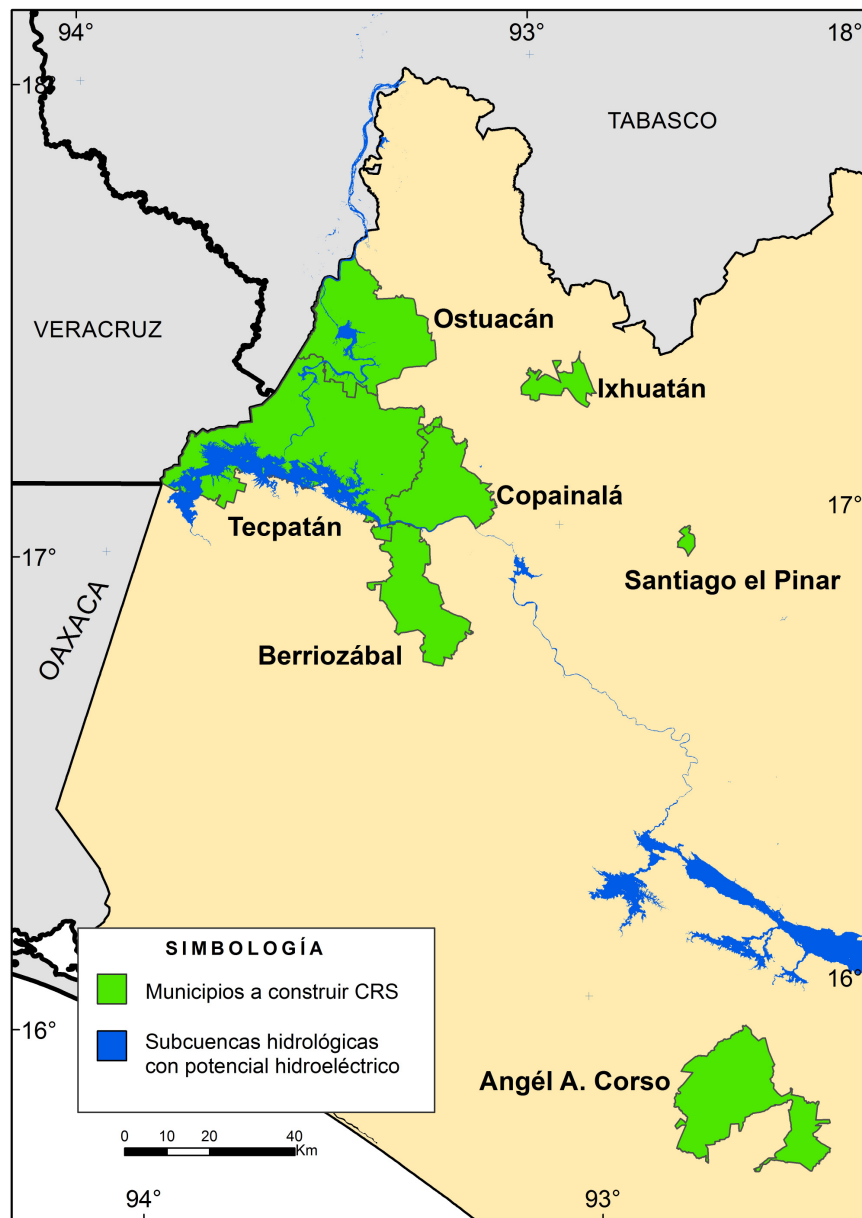 94°
93°
18°
18°
TABASCO
VERACRUZ
Ostuacán
Ixhuatán
Copainalá
17°
Tecpatán
17°
Santiago el Pinar
OAXACA
Berriozábal
SIMBOLOGÍA
Municipios a construir CRS
16°
16°
Subcuencas hidrológicas
con potencial hidroeléctrico
Angél A. Corso
0 10 20 40
Km
94°
93°